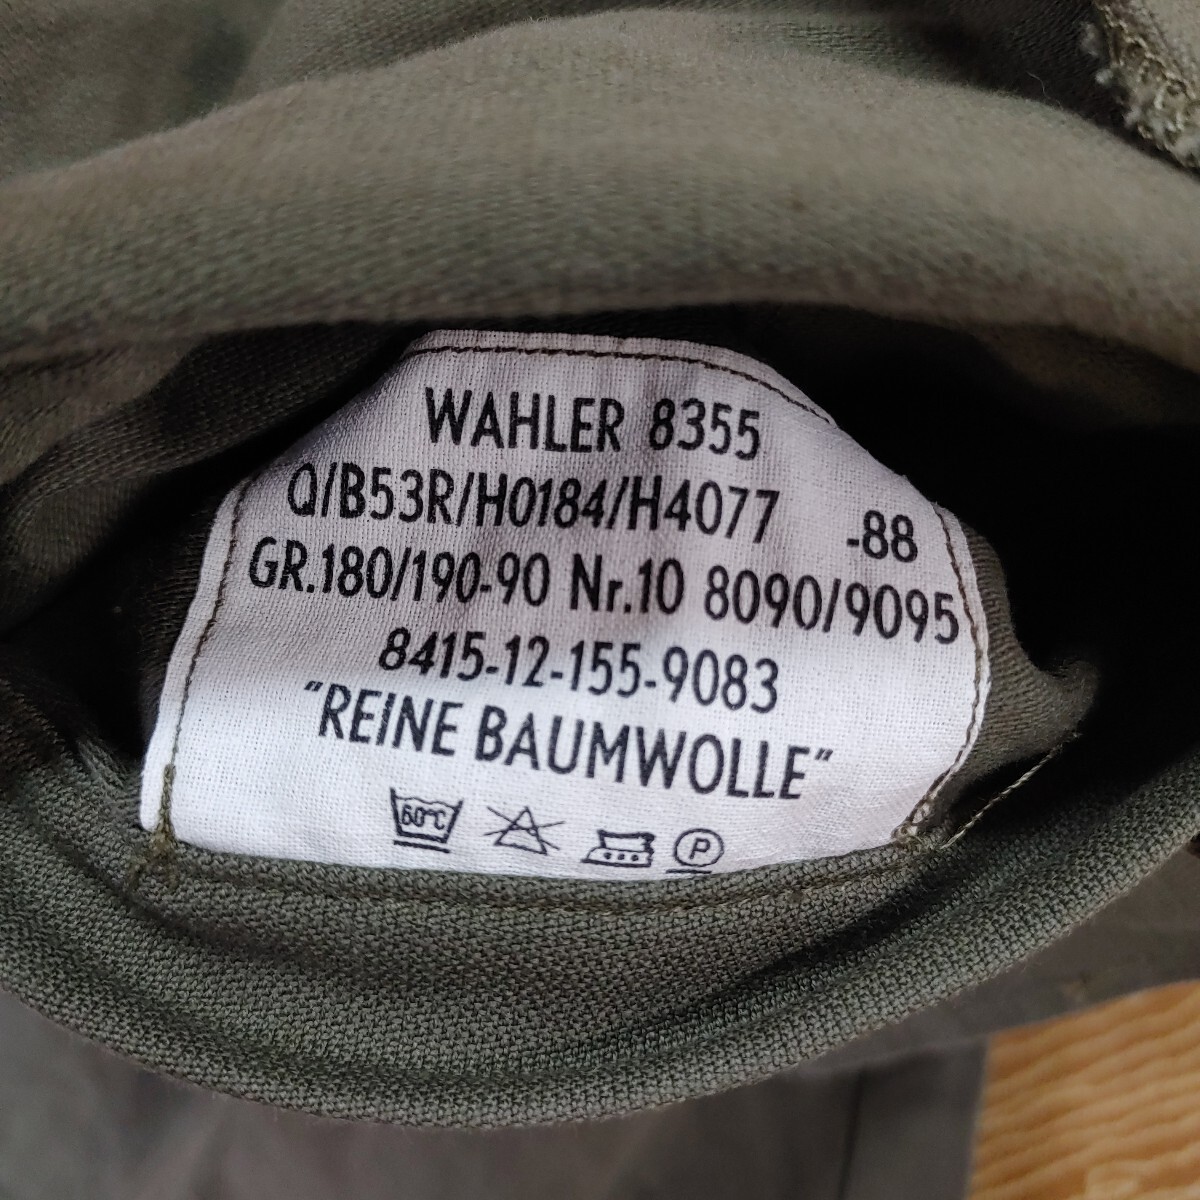 WAHLER 8355
Q/B53R/H0184/H4077 -88
GR.180/190-90 Nr.10 8090/9095
8415-12-155-9083
"REINE BAUMWOLLE"
60°C P